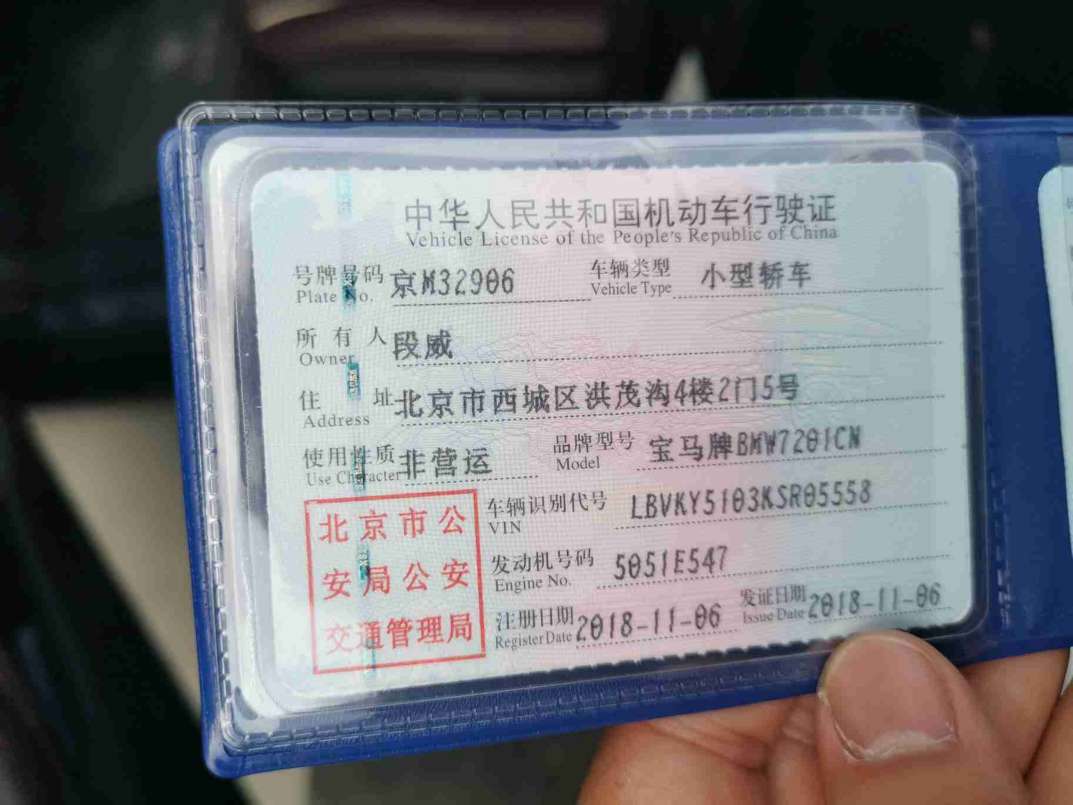 中华人民共和国机动车行驶证
Vehicle License of the People's Republic of China
号牌号码 京M32906 车辆类型 小型轿车
Plate No. Vehicle Type
所有人 段威
Owner
住址 北京市西城区洪茂沟4楼2门5号
Address
使用性质 非营运 品牌型号 宝马牌BMW7201CN
Use Character Model
车辆识别代号 LBVKY5103KSR05558
VIN
发动机号码 5051E547
Engine No.
注册日期 2018-11-06 发证日期 2018-11-06
Register Date Issue Date
北京市公
安局公安
交通管理局